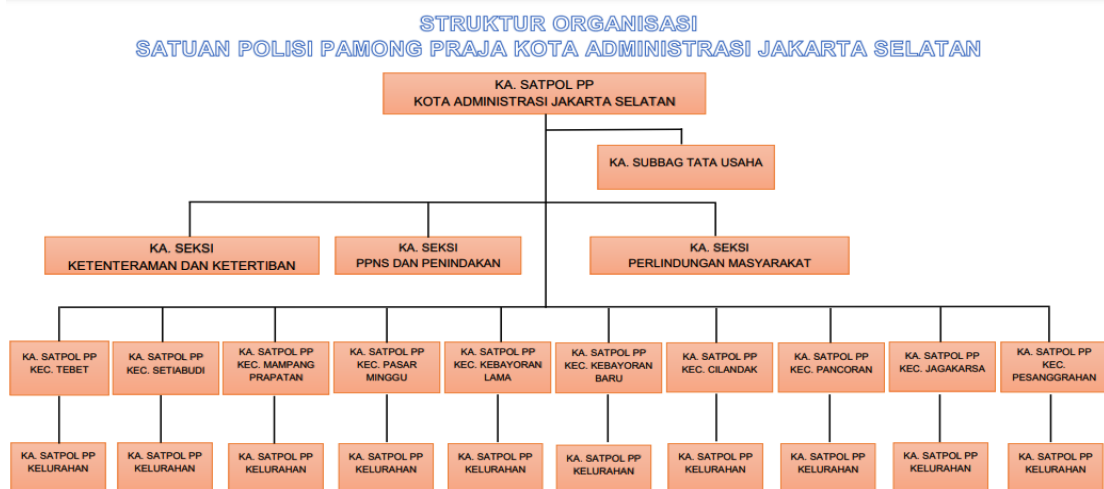 STRUKTUR ORGANISASI
SATUAN POLISI PAMONG PRAJA KOTA ADMINISTRASI JAKARTA SELATAN
KA. SATPOL PP
KOTA ADMINISTRASI JAKARTA SELATAN
KA. SUBBAG TATA USAHA
KA. SEKSI
KETENTERAMAN DAN KETERTIBAN
KA. SEKSI
PPNS DAN PENINDAKAN
KA. SEKSI
PERLINDUNGAN MASYARAKAT
KA. SATPOL PP
KEC. TEBET
KA. SATPOL PP
KEC. SETIABUDI
KA. SATPOL PP
KEC. MAMPANG
PRAPATAN
KA. SATPOL PP
KEC. PASAR
MINGGU
KA. SATPOL PP
KEC. KEBAYORAN
LAMA
KA. SATPOL PP
KEC. KEBAYORAN
BARU
KA. SATPOL PP
KEC. CILANDAK
KA. SATPOL PP
KEC. PANCORAN
KA. SATPOL PP
KEC. JAGAKARSA
KA. SATPOL PP
KEC.
PESANGGRAHAN
KA. SATPOL PP
KELURAHAN
KA. SATPOL PP
KELURAHAN
KA. SATPOL PP
KELURAHAN
KA. SATPOL PP
KELURAHAN
KA. SATPOL PP
KELURAHAN
KA. SATPOL PP
KELURAHAN
KA. SATPOL PP
KELURAHAN
KA. SATPOL PP
KELURAHAN
KA. SATPOL PP
KELURAHAN
KA. SATPOL PP
KELURAHAN